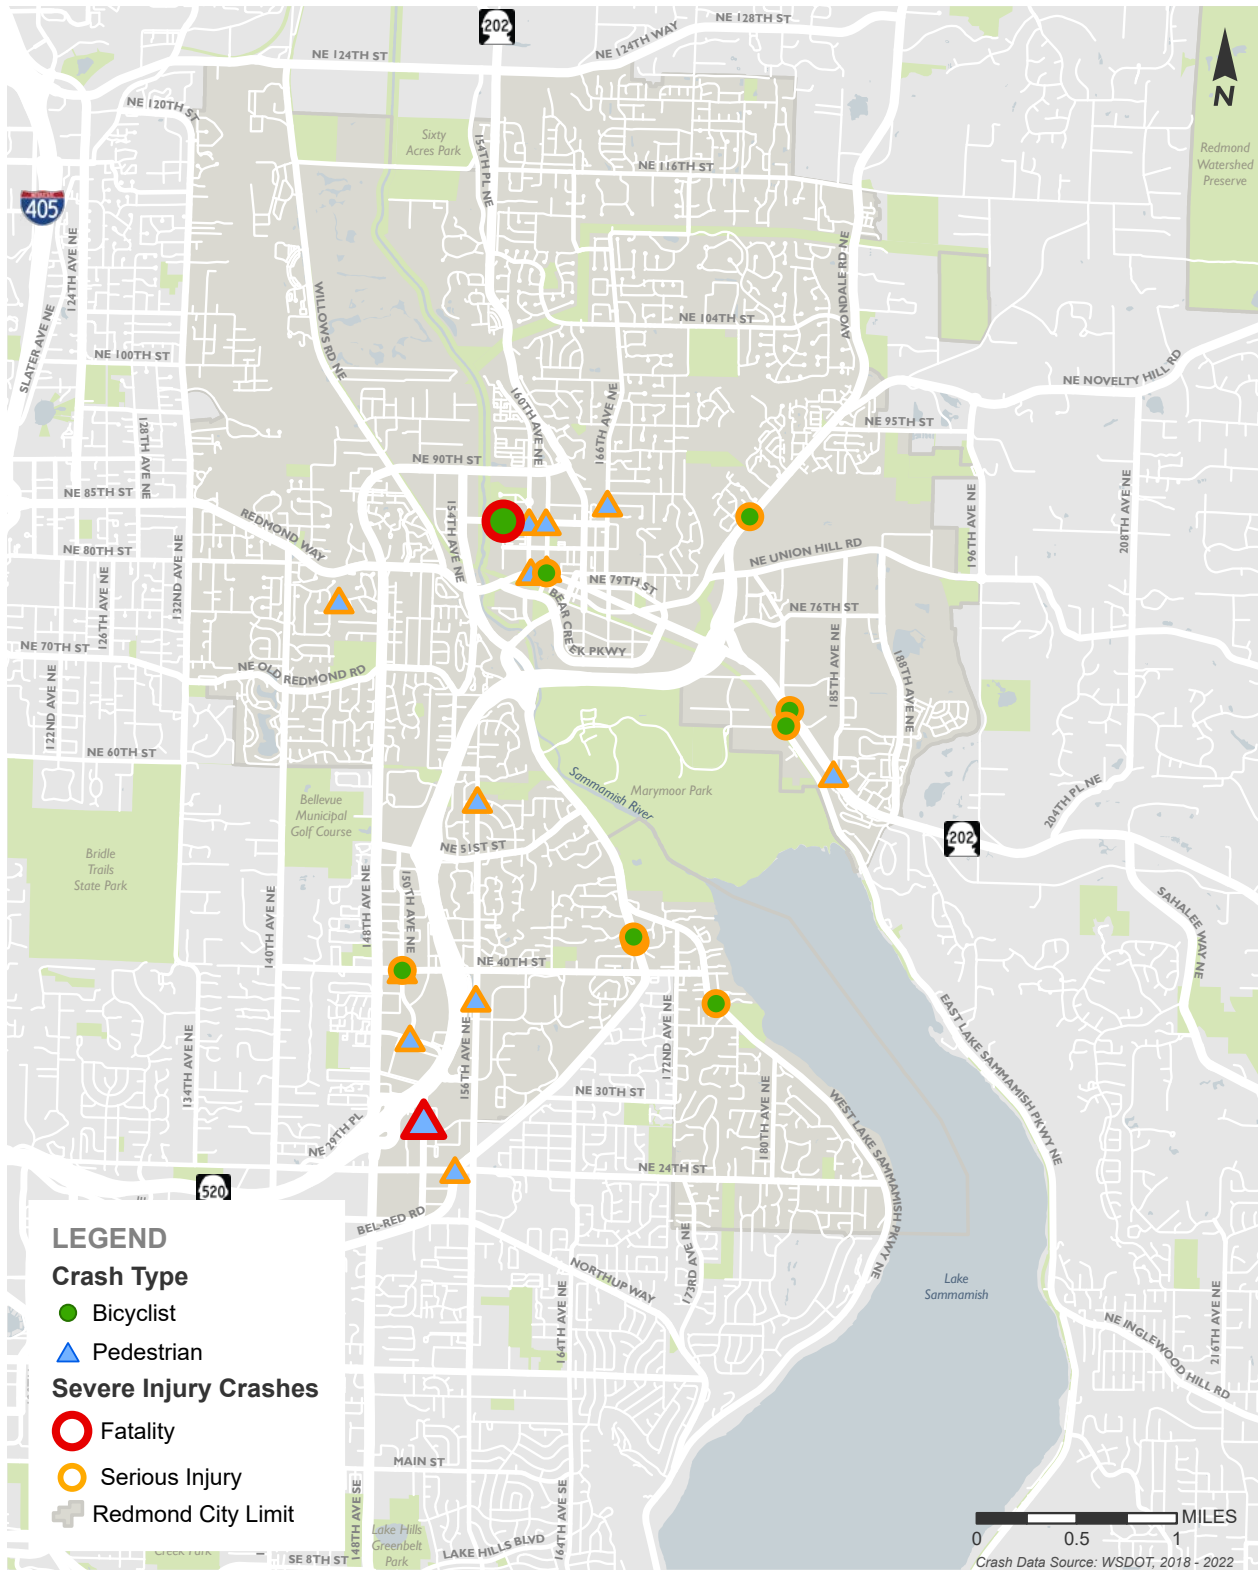 202
NE 128TH ST
NE 124TH WAY
NE 124TH ST
N
NE 120TH ST
Sixty
Acres Park
154TH PL NE
NE 116TH ST
Redmond
Watershed
Preserve
405
124TH AVE NE
SLATER AVE NE
WILLOWS RD NE
AVONDALE RD NE
NE 104TH ST
NE 100TH ST
NE NOVELTY HILL RD
128TH AVE NE
160TH AVE NE
166TH AVE NE
NE 95TH ST
NE 90TH ST
NE 85TH ST
REDMOND WAY
154TH AVE NE
196TH AVE NE
208TH AVE NE
NE 80TH ST
132ND AVE NE
126TH AVE NE
NE UNION HILL RD
NE 79TH ST
BEAR CREEK PKWY
NE 76TH ST
NE 70TH ST
122ND AVE NE
NE OLD REDMOND RD
185TH AVE NE
188TH AVE NE
NE 60TH ST
Sammamish River
Marymoor Park
204TH PL NE
Bellevue
Municipal
Golf Course
202
NE 51ST ST
Bridle
Trails
State Park
140TH AVE NE
148TH AVE NE
150TH AVE NE
SAHALEE WAY NE
NE 40TH ST
134TH AVE NE
156TH AVE NE
172ND AVE NE
EAST LAKE SAMMAMISH PKWY NE
NE 30TH ST
180TH AVE NE
WEST LAKE SAMMAMISH PKWY NE
NE 29TH PL
NE 24TH ST
520
BEL-RED RD
173RD AVE NE
NORTHUP WAY
164TH AVE NE
Lake
Sammamish
216TH AVE NE
NE INGLEWOOD HILL RD
LEGEND
Crash Type
Bicyclist
Pedestrian
Severe Injury Crashes
Fatality
Serious Injury
Redmond City Limit
MAIN ST
148TH AVE SE
164TH AVE SE
Lake Hills
Greenbelt
Park
LAKE HILLS BLVD
SE 8TH ST
Creek Park
MILES
0 0.5 1
Crash Data Source: WSDOT, 2018 - 2022